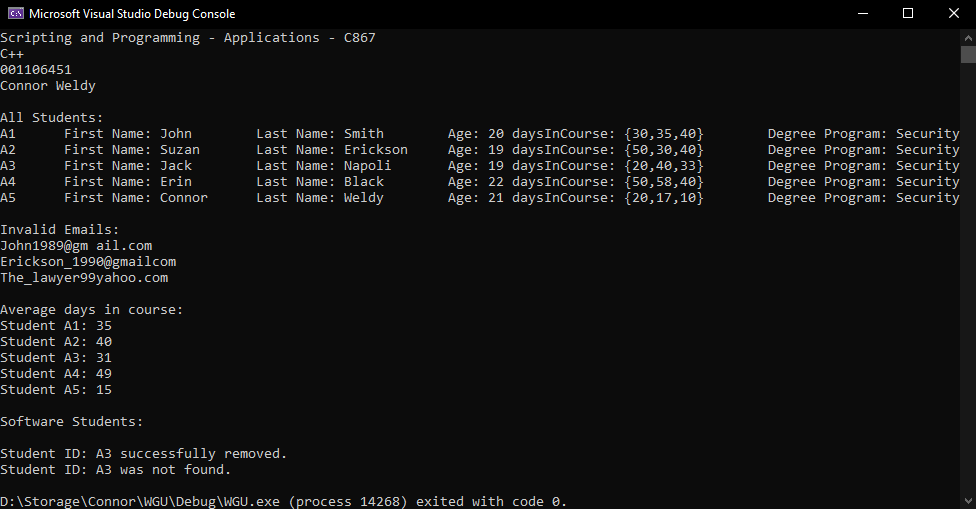 Microsoft Visual Studio Debug Console
Scripting and Programming - Applications - C867
C++
001106451
Connor Weldy
All Students:
A1 First Name: John Last Name: Smith Age: 20 daysInCourse: {30,35,40} Degree Program: Security
A2 First Name: Suzan Last Name: Erickson Age: 19 daysInCourse: {50,30,40} Degree Program: Security
A3 First Name: Jack Last Name: Napoli Age: 19 daysInCourse: {20,40,33} Degree Program: Security
A4 First Name: Erin Last Name: Black Age: 22 daysInCourse: {50,58,40} Degree Program: Security
A5 First Name: Connor Last Name: Weldy Age: 21 daysInCourse: {20,17,10} Degree Program: Security
Invalid Emails:
John1989@gm ail.com
Erickson_1990@gmailcom
The_lawyer99yahoo.com
Average days in course:
Student A1: 35
Student A2: 40
Student A3: 31
Student A4: 49
Student A5: 15
Software Students:
Student ID: A3 successfully removed.
Student ID: A3 was not found.
D:\Storage\Connor\WGU\Debug\WGU.exe (process 14268) exited with code 0.